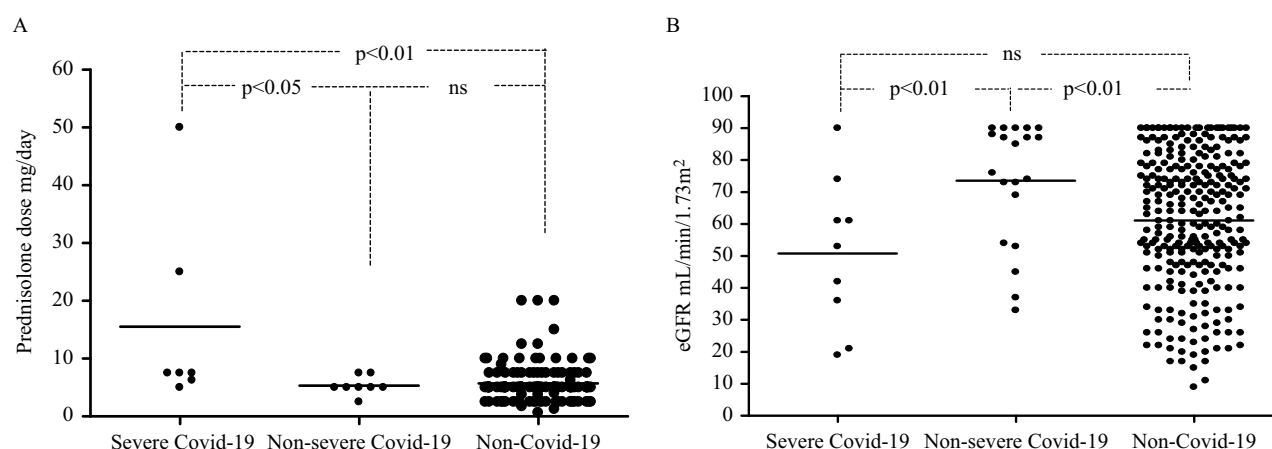 A
p<0.01
p<0.05
ns
60
50
40
30
20
10
0
Prednisolone dose mg/day
Severe Covid-19
Non-severe Covid-19
Non-Covid-19
B
ns
p<0.01
p<0.01
100
90
80
70
60
50
40
30
20
10
0
eGFR mL/min/1.73m²
Severe Covid-19
Non-severe Covid-19
Non-Covid-19